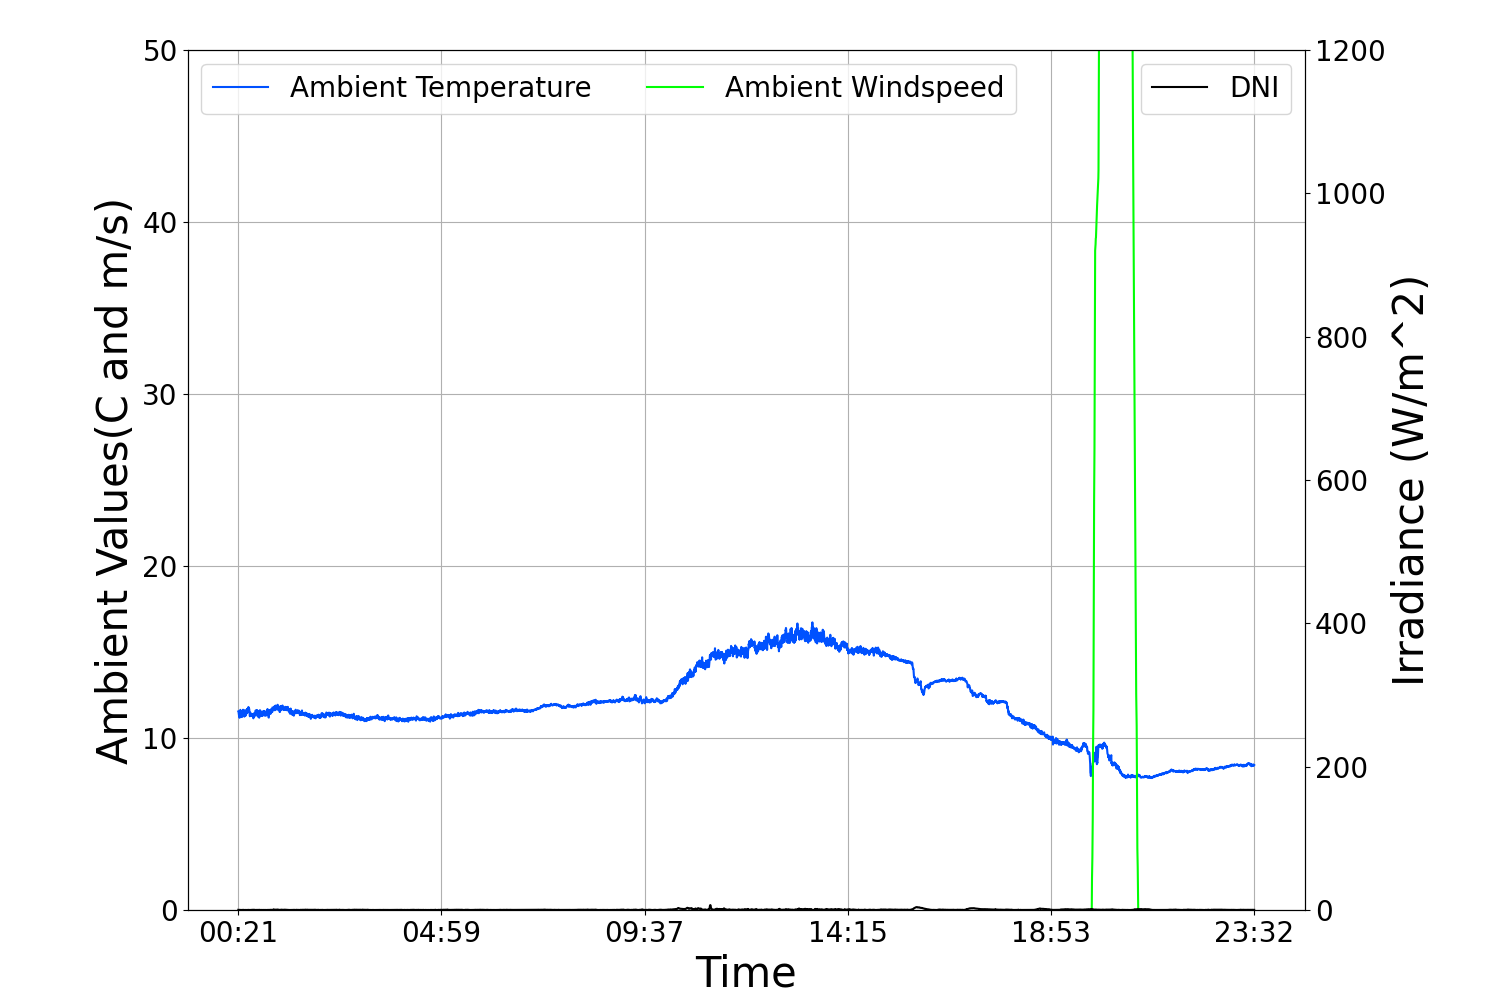 Ambient Temperature Ambient Windspeed DNI
50
40
30
20
10
0
Ambient Values(C and m/s)
1200
1000
800
600
400
200
0
Irradiance (W/m^2)
00:21 04:59 09:37 14:15 18:53 23:32
Time